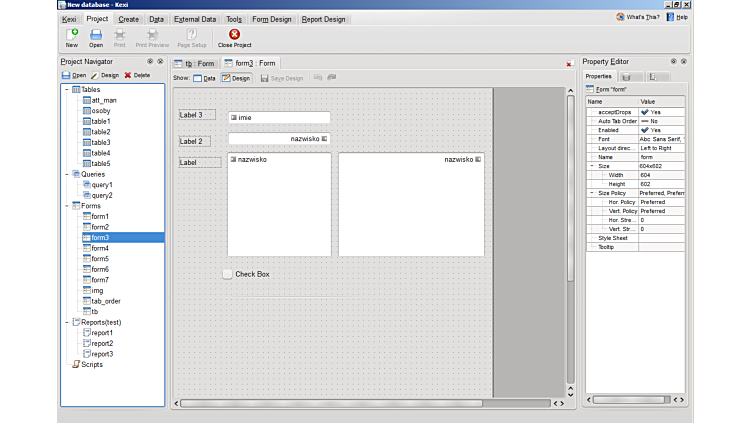 New database - Kexi
Kexi Project Create Data External Data Tools Form Design Report Design What's This? Help
New Open Print Print Preview Page Setup Close Project
Project Navigator
Open Design Delete
Tables
att_man
osoby
table1
table2
table3
table4
table5
Queries
query1
query2
Forms
form1
form2
form3
form4
form5
form6
form7
img
tab_order
tb
Reports(test)
report1
report2
report3
Scripts
tb : Form form3 : Form
Show: Data Design Save Design
Label 3 imie
Label 2 nazwisko
Label nazwisko nazwisko
Check Box
Property Editor
Properties
Form "form"
Name Value
acceptDrops Yes
Auto Tab Order No
Enabled Yes
Font Abc Sans Serif,
Layout direc... Left to Right
Name form
Size 604x602
Width 604
Height 602
Size Policy Preferred, Preferr
Hor. Policy Preferred
Vert. Policy Preferred
Hor. Stre... 0
Vert. Str... 0
Style Sheet
Tooltip